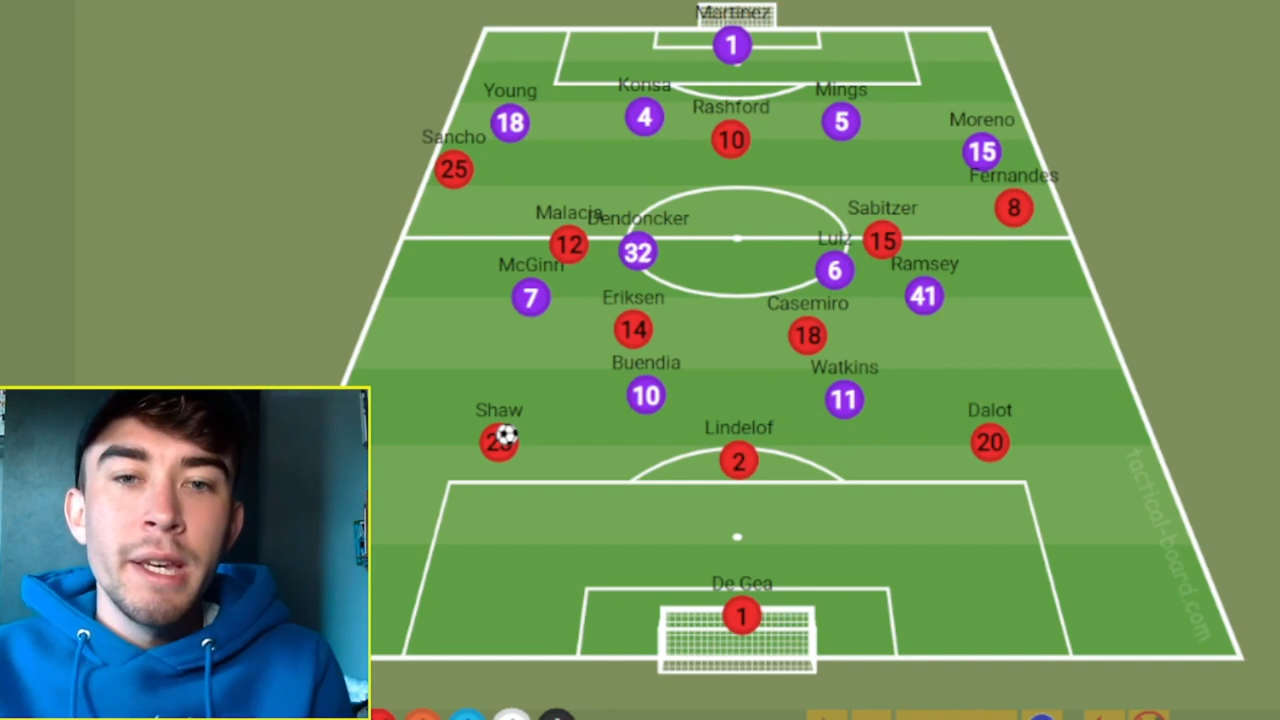 Martinez
1
Young
18
Konsa
4
Rashford
10
Mings
5
Moreno
15
Sancho
25
Fernandes
8
Malacia
12
Dendoncker
32
Sabitzer
15
Luiz
6
McGinn
7
Ramsey
41
Eriksen
14
Casemiro
18
Buendia
10
Watkins
11
Shaw
23
Lindelof
2
Dalot
20
De Gea
1
tactical-board.com